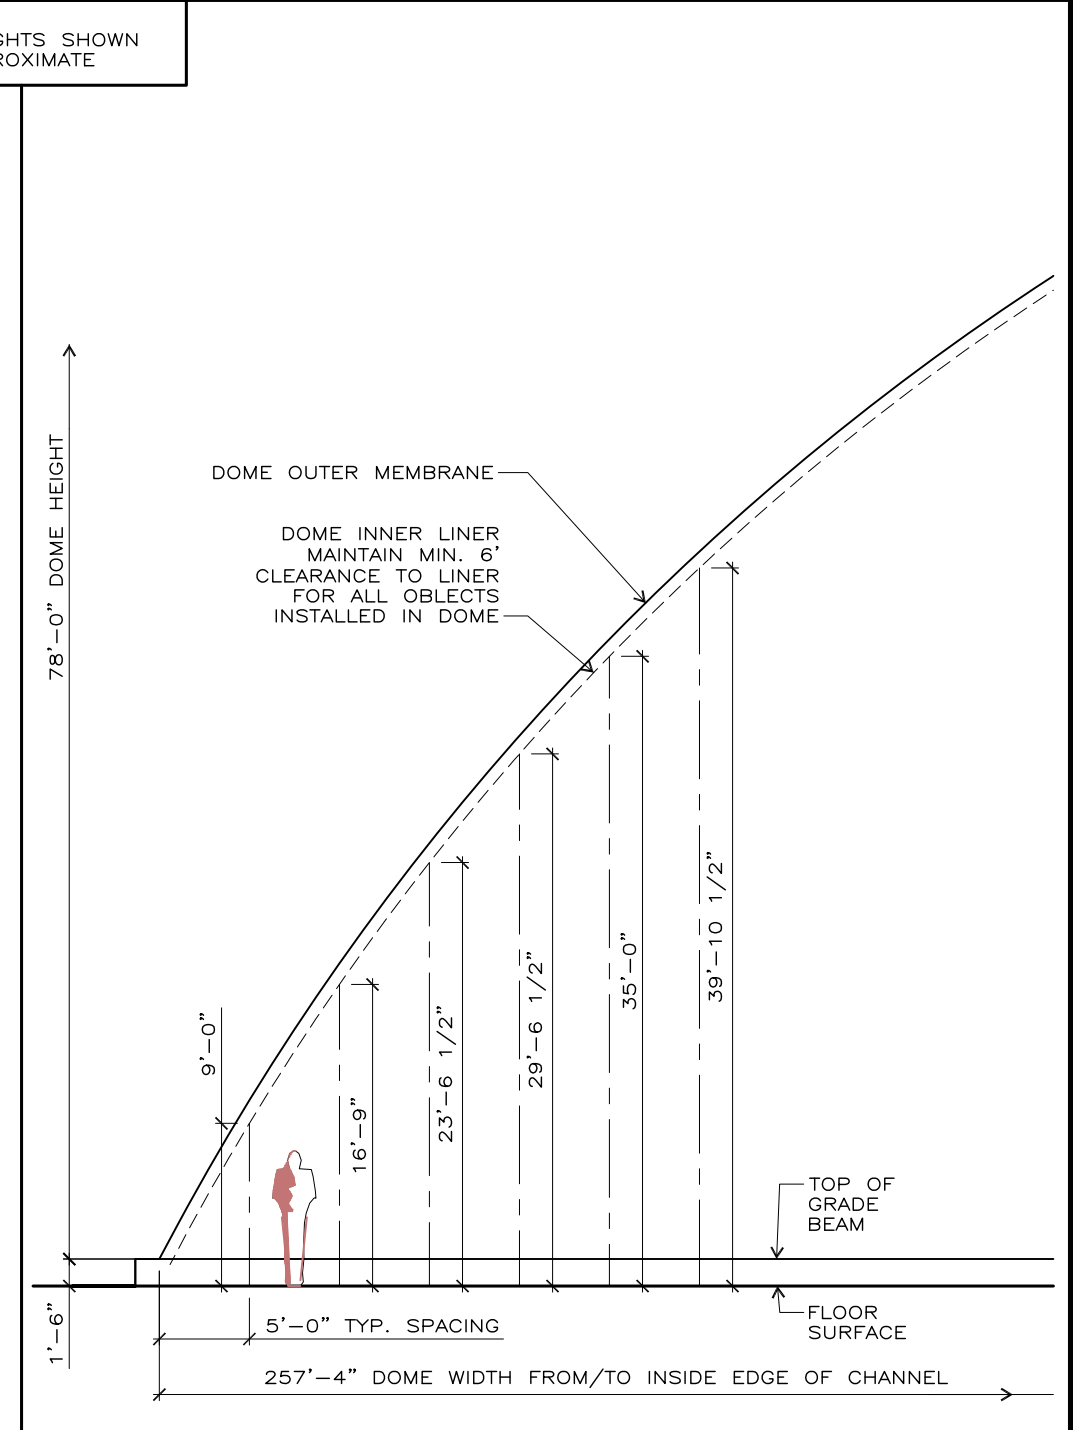 GHTS SHOWN
ROXIMATE
78'-0" DOME HEIGHT
DOME OUTER MEMBRANE
DOME INNER LINER
MAINTAIN MIN. 6'
CLEARANCE TO LINER
FOR ALL OBLECTS
INSTALLED IN DOME
9'-0"
16'-9"
23'-6 1/2"
29'-6 1/2"
35'-0"
39'-10 1/2"
TOP OF
GRADE
BEAM
FLOOR
SURFACE
1'-6"
5'-0" TYP. SPACING
257'-4" DOME WIDTH FROM/TO INSIDE EDGE OF CHANNEL